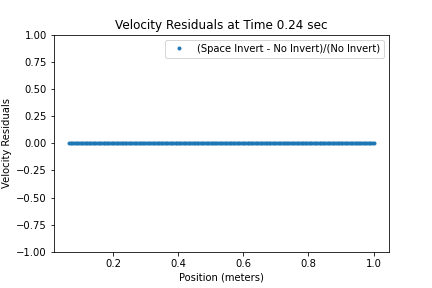 Velocity Residuals at Time 0.24 sec
(Space Invert - No Invert)/(No Invert)
1.00
0.75
0.50
0.25
0.00
−0.25
−0.50
−0.75
−1.00
Velocity Residuals
0.2 0.4 0.6 0.8 1.0
Position (meters)